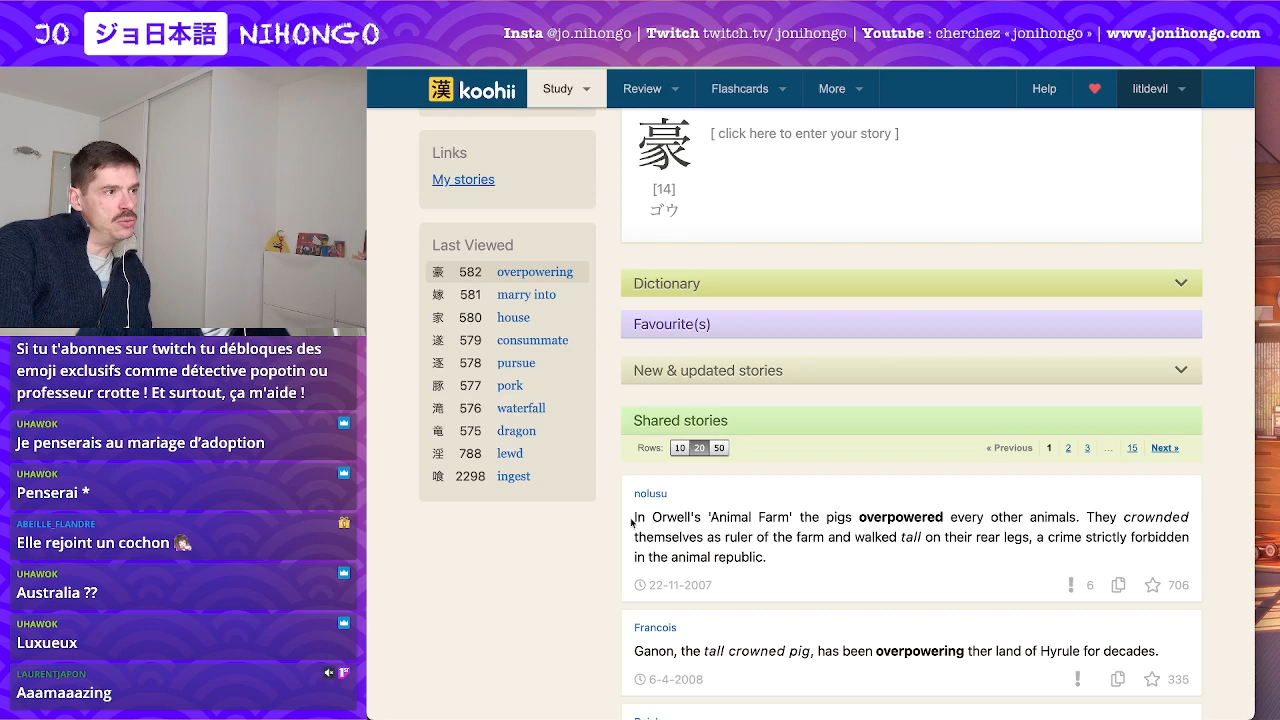 JO ジョ日本語 NIHONGO
Insta @jo.nihongo | Twitch twitch.tv/ jonihongo | Youtube : cherchez « jonihongo » | www.jonihongo.com
漢 koohii Study Review Flashcards More Help litldevil
Links
My stories
Last Viewed
豪 582 overpowering
嫁 581 marry into
家 580 house
遂 579 consummate
逐 578 pursue
豚 577 pork
滝 576 waterfall
竜 575 dragon
淫 788 lewd
喰 2298 ingest
豪 [ click here to enter your story ]
[14]
ゴウ
Dictionary
Favourite(s)
New & updated stories
Shared stories
Rows: 10 20 50 « Previous 1 2 3 ... 15 Next »
nolusu
In Orwell's 'Animal Farm' the pigs overpowered every other animals. They crownded
themselves as ruler of the farm and walked tall on their rear legs, a crime strictly forbidden
in the animal republic.
22-11-2007 6 706
Francois
Ganon, the tall crowned pig, has been overpowering ther land of Hyrule for decades.
6-4-2008 335
Si tu t'abonnes sur twitch tu débloques des
emoji exclusifs comme détective popotin ou
professeur crotte ! Et surtout, ça m'aide !
UHAWOK
Je penserais au mariage d’adoption
UHAWOK
Penserai *
ABEILLE_FLANDRE
Elle rejoint un cochon
UHAWOK
Australia ??
UHAWOK
Luxueux
LAURENTJAPON
Aaamaaazing